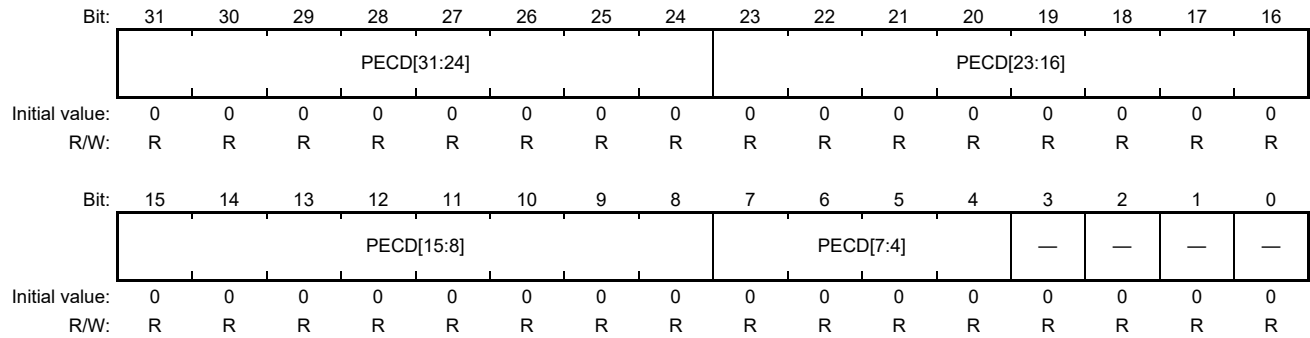 Bit: 31 30 29 28 27 26 25 24 23 22 21 20 19 18 17 16
PECD[31:24] PECD[23:16]
Initial value: 0 0 0 0 0 0 0 0 0 0 0 0 0 0 0 0
R/W: R R R R R R R R R R R R R R R R
Bit: 15 14 13 12 11 10 9 8 7 6 5 4 3 2 1 0
PECD[15:8] PECD[7:4] — — — —
Initial value: 0 0 0 0 0 0 0 0 0 0 0 0 0 0 0 0
R/W: R R R R R R R R R R R R R R R R